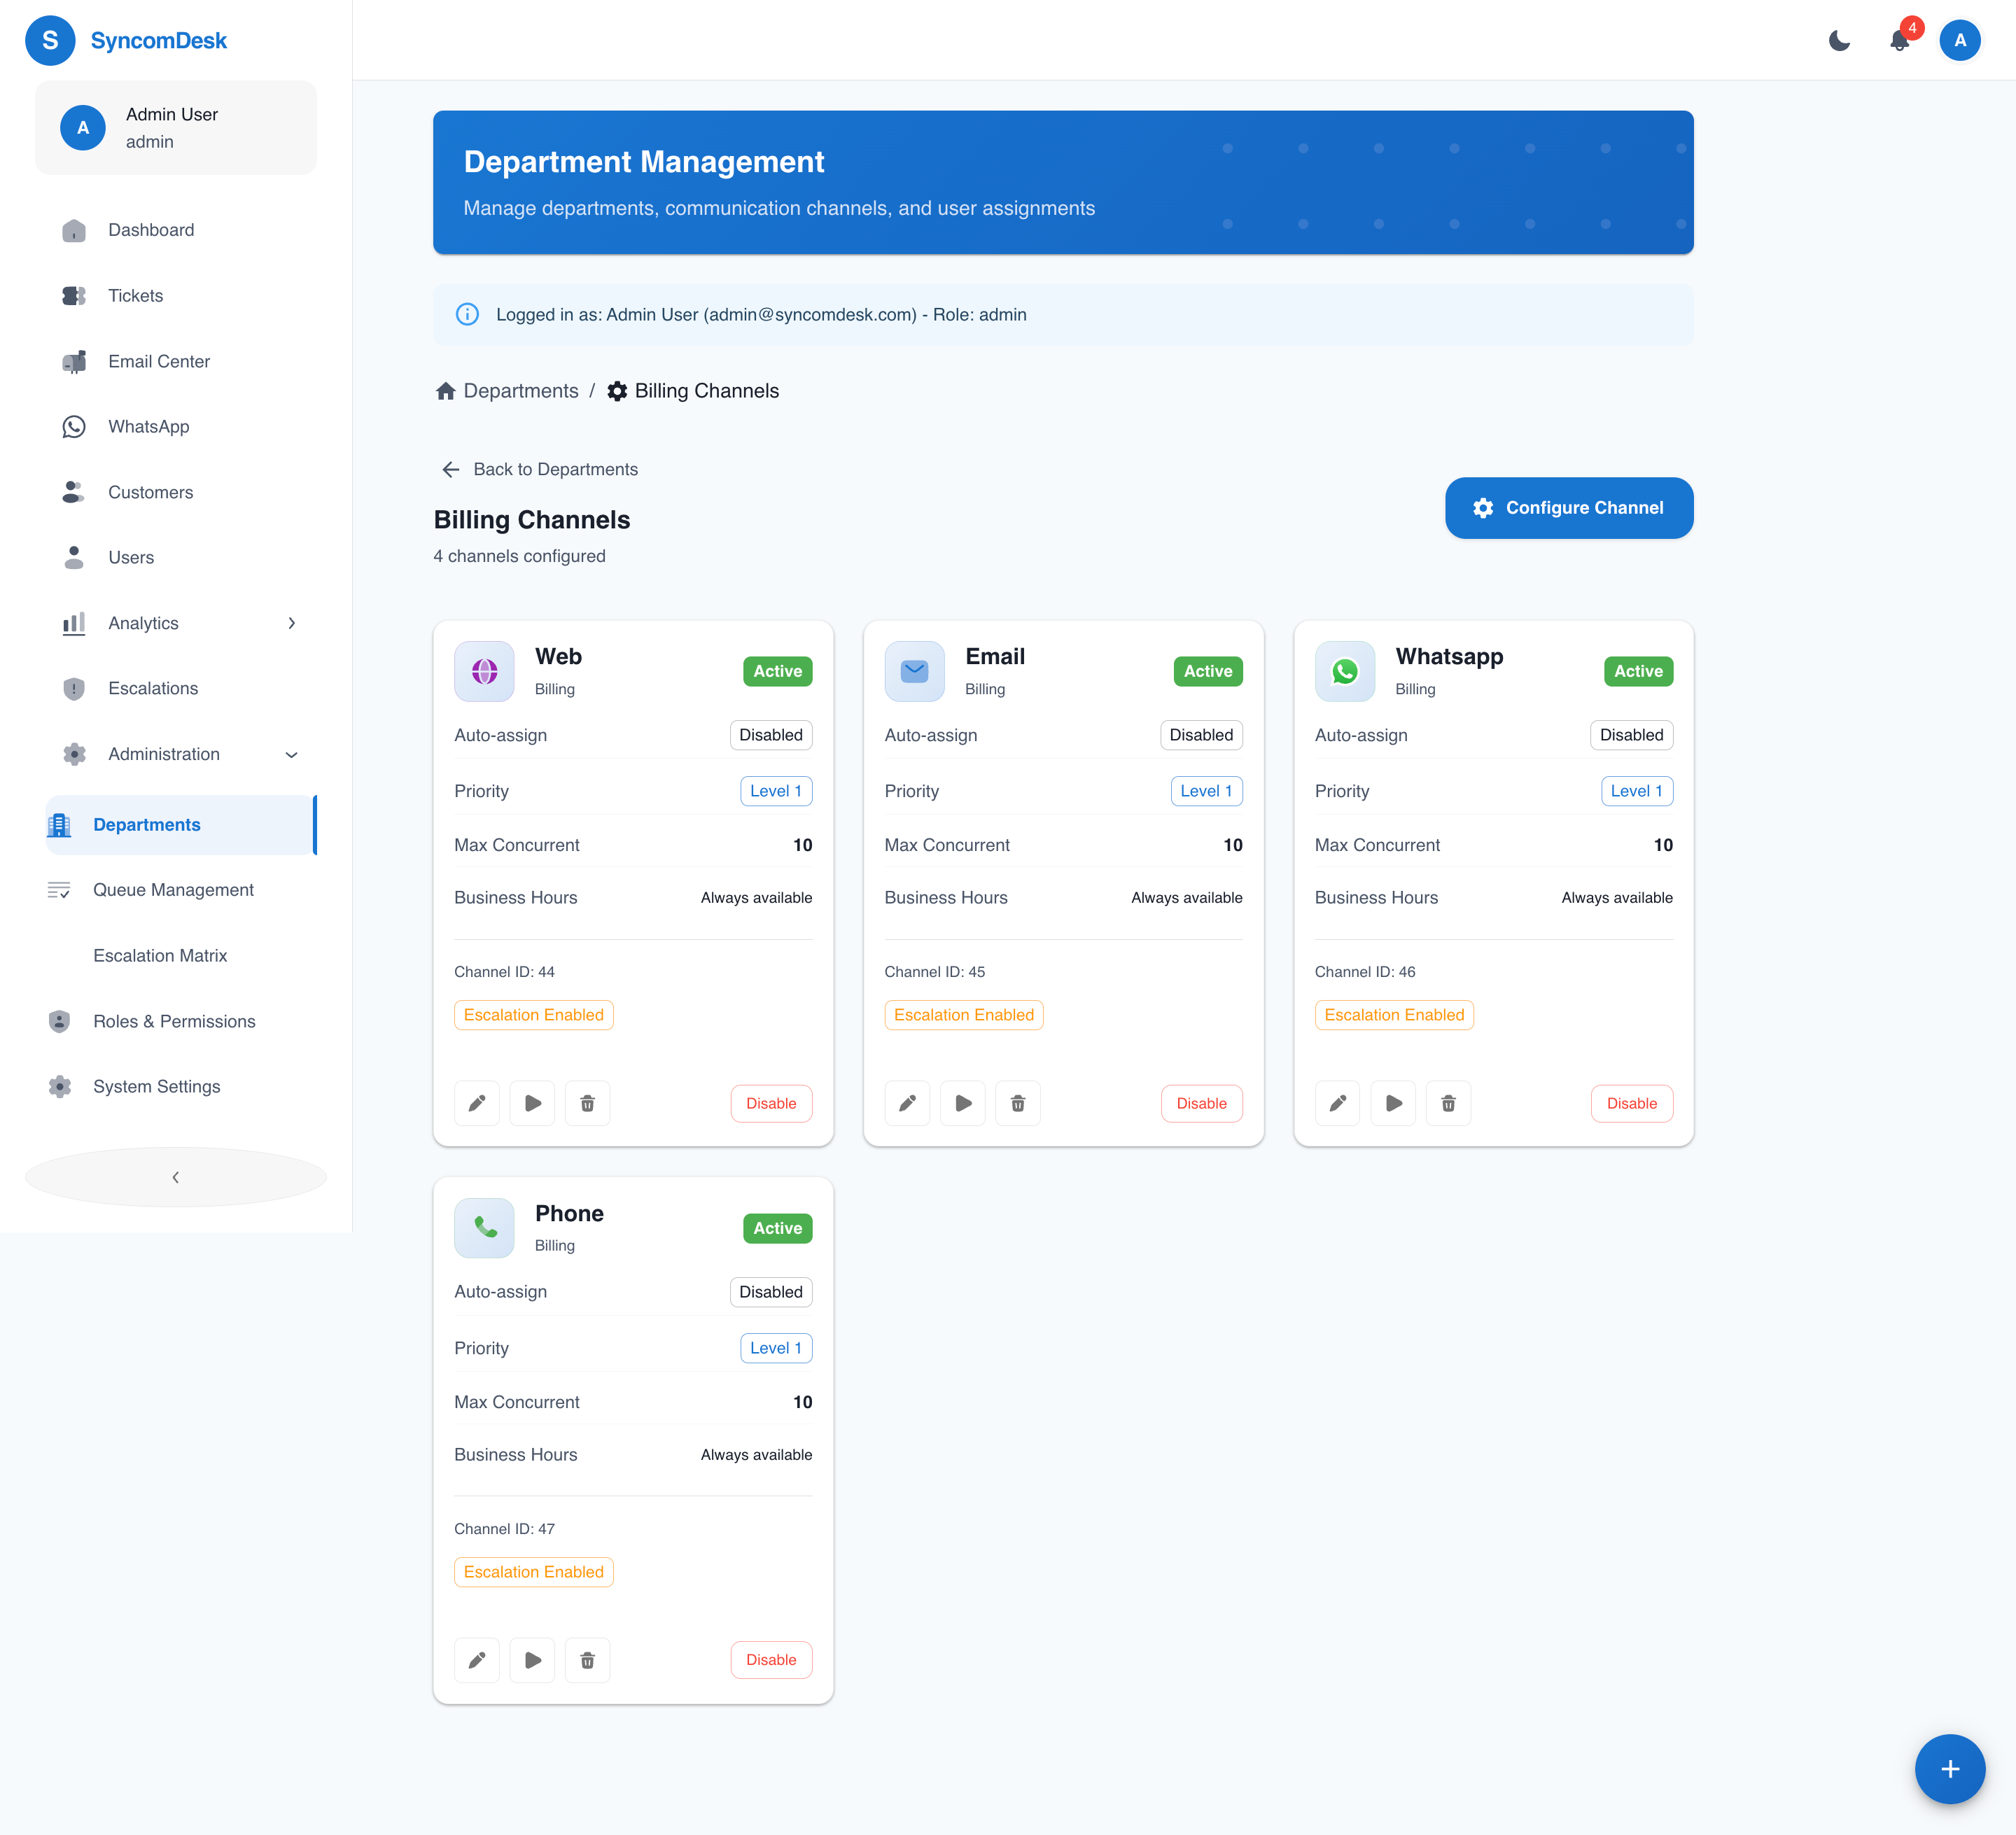 S SyncomDesk
4
A
A
Admin User
admin
Dashboard
Tickets
Email Center
WhatsApp
Customers
Users
Analytics
Escalations
Administration
Departments
Queue Management
Escalation Matrix
Roles & Permissions
System Settings
Department Management
Manage departments, communication channels, and user assignments
Logged in as: Admin User (admin@syncomdesk.com) - Role: admin
Departments / Billing Channels
Back to Departments
Billing Channels
4 channels configured
Configure Channel
Web
Billing
Active
Auto-assign Disabled
Priority Level 1
Max Concurrent 10
Business Hours Always available
Channel ID: 44
Escalation Enabled
Disable
Email
Billing
Active
Auto-assign Disabled
Priority Level 1
Max Concurrent 10
Business Hours Always available
Channel ID: 45
Escalation Enabled
Disable
Whatsapp
Billing
Active
Auto-assign Disabled
Priority Level 1
Max Concurrent 10
Business Hours Always available
Channel ID: 46
Escalation Enabled
Disable
Phone
Billing
Active
Auto-assign Disabled
Priority Level 1
Max Concurrent 10
Business Hours Always available
Channel ID: 47
Escalation Enabled
Disable